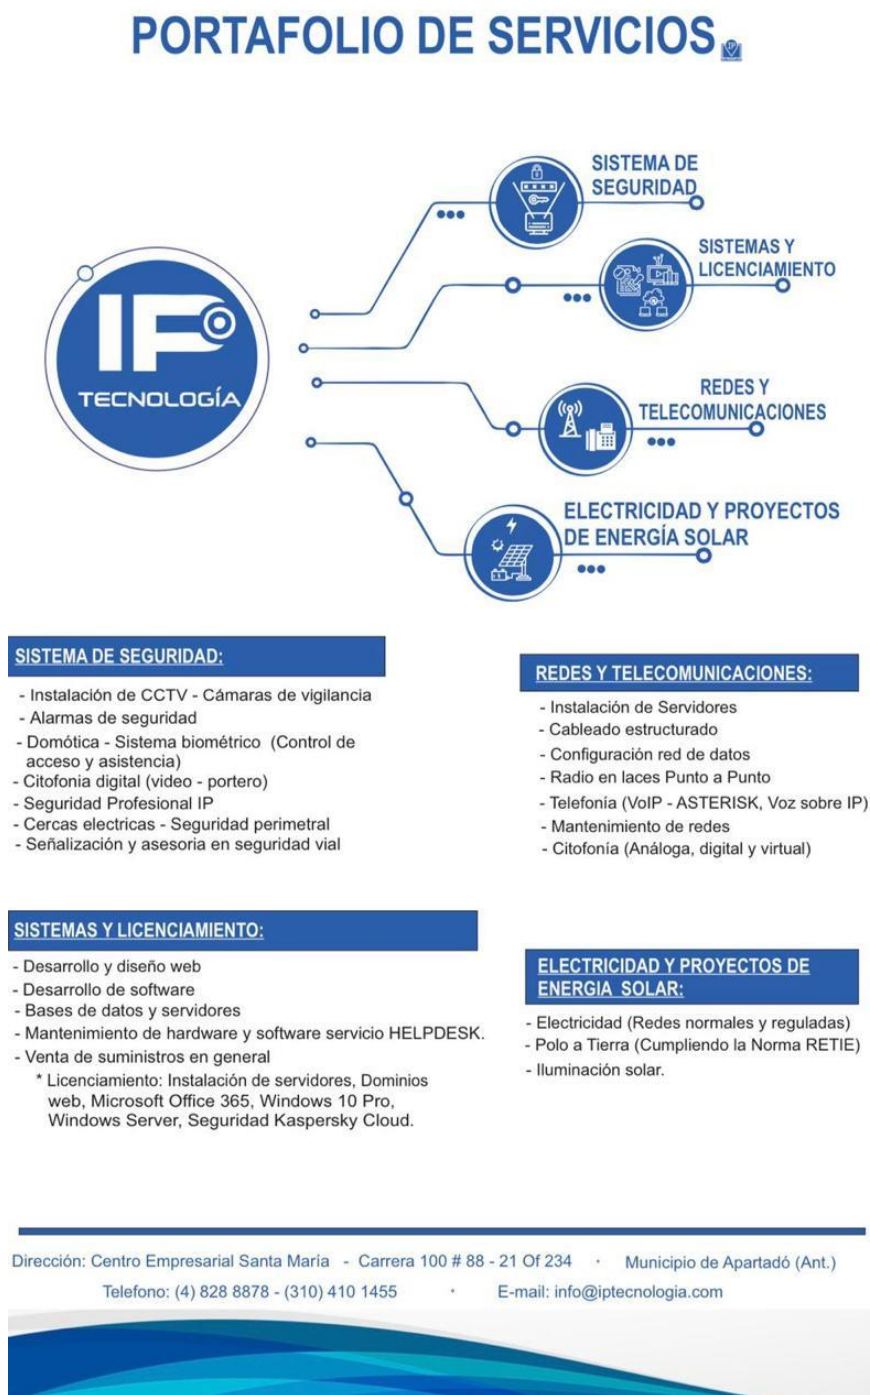 PORTAFOLIO DE SERVICIOS
IP
SISTEMA DE
SEGURIDAD
SISTEMAS Y
LICENCIAMIENTO
IP
TECNOLOGÍA
REDES Y
TELECOMUNICACIONES
ELECTRICIDAD Y PROYECTOS
DE ENERGÍA SOLAR
SISTEMA DE SEGURIDAD:
- Instalación de CCTV - Cámaras de vigilancia
- Alarmas de seguridad
- Domótica - Sistema biométrico (Control de
acceso y asistencia)
- Citofonia digital (video - portero)
- Seguridad Profesional IP
- Cercas electricas - Seguridad perimetral
- Señalización y asesoria en seguridad vial
REDES Y TELECOMUNICACIONES:
- Instalación de Servidores
- Cableado estructurado
- Configuración red de datos
- Radio en laces Punto a Punto
- Telefonía (VoIP - ASTERISK, Voz sobre IP)
- Mantenimiento de redes
- Citofonía (Análoga, digital y virtual)
SISTEMAS Y LICENCIAMIENTO:
- Desarrollo y diseño web
- Desarrollo de software
- Bases de datos y servidores
- Mantenimiento de hardware y software servicio HELPDESK.
- Venta de suministros en general
* Licenciamiento: Instalación de servidores, Dominios
web, Microsoft Office 365, Windows 10 Pro,
Windows Server, Seguridad Kaspersky Cloud.
ELECTRICIDAD Y PROYECTOS DE
ENERGIA SOLAR:
- Electricidad (Redes normales y reguladas)
- Polo a Tierra (Cumpliendo la Norma RETIE)
- Iluminación solar.
Dirección: Centro Empresarial Santa María - Carrera 100 # 88 - 21 Of 234 · Municipio de Apartadó (Ant.)
Telefono: (4) 828 8878 - (310) 410 1455 · E-mail: info@iptecnologia.com